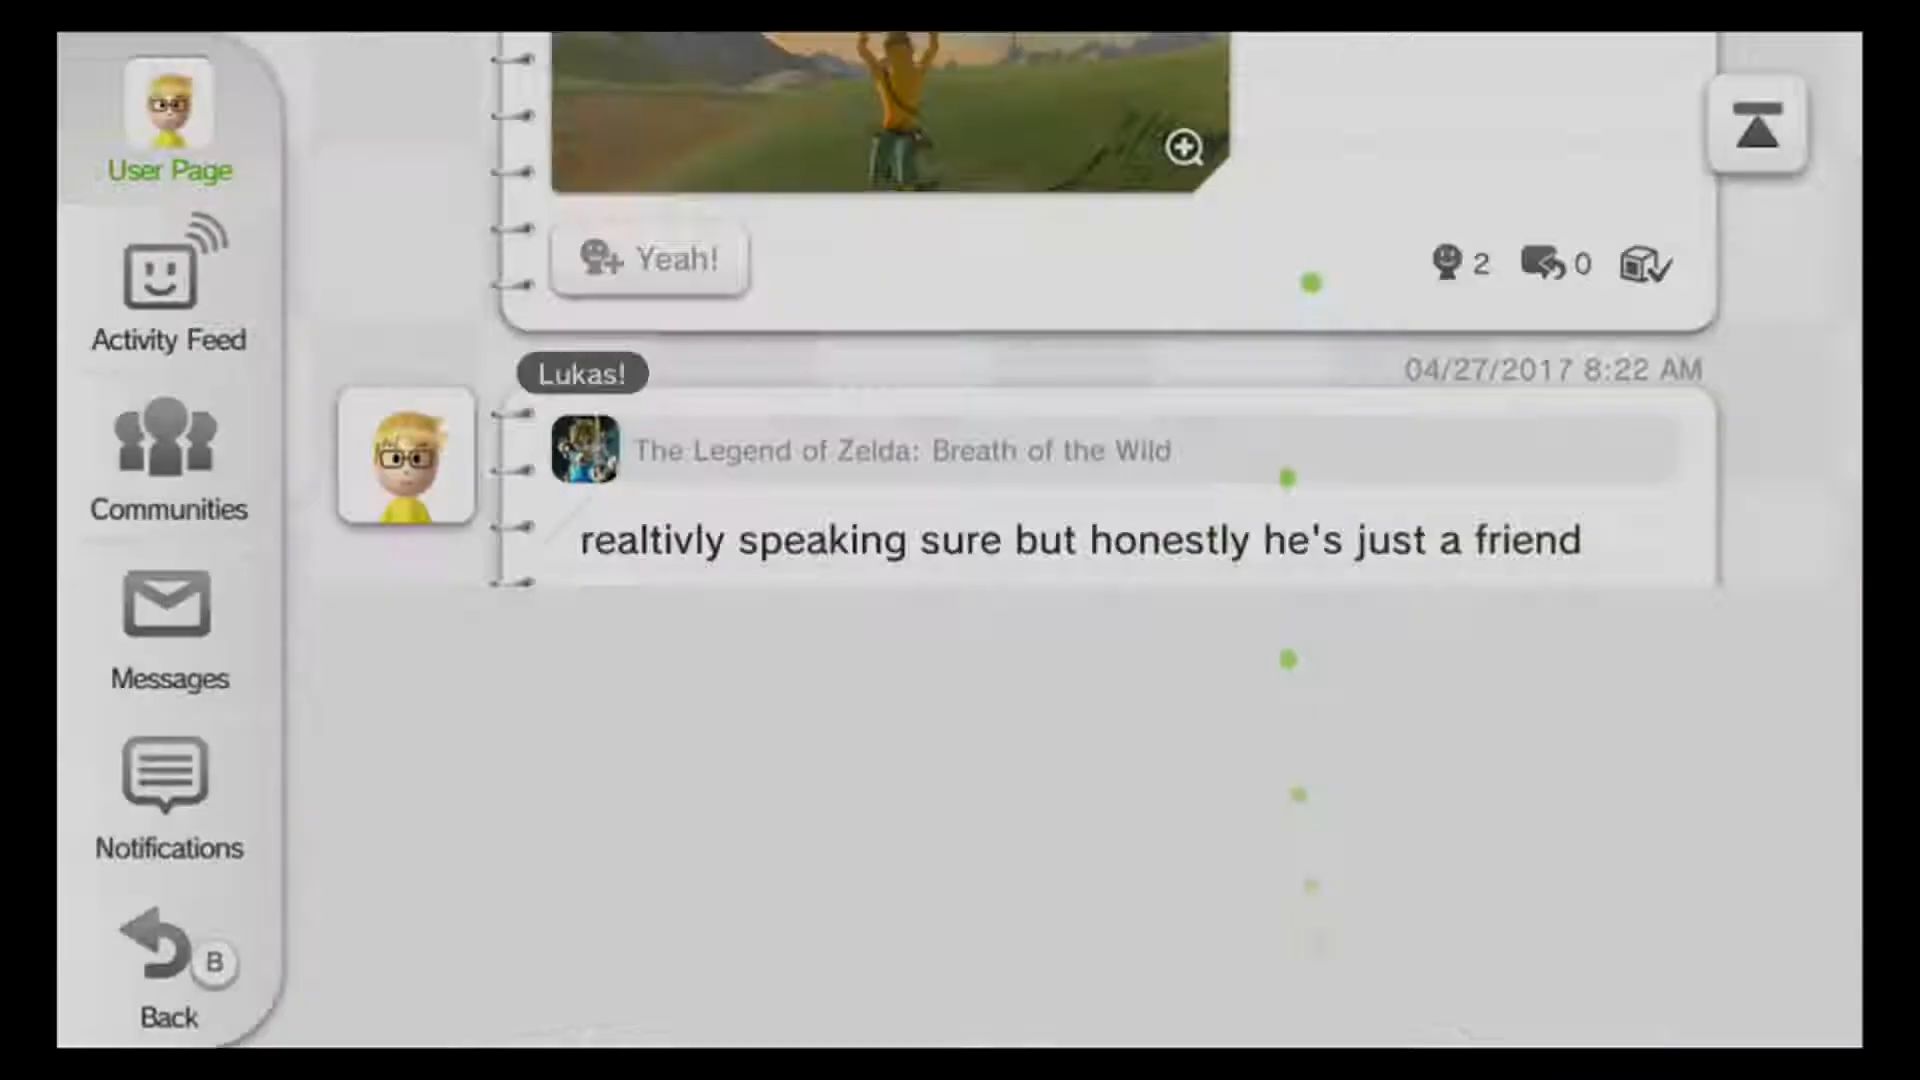 User Page
Activity Feed
Communities
Messages
Notifications
B
Back
Yeah!
2
0
Lukas!
04/27/2017 8:22 AM
The Legend of Zelda: Breath of the Wild
realtivly speaking sure but honestly he's just a friend